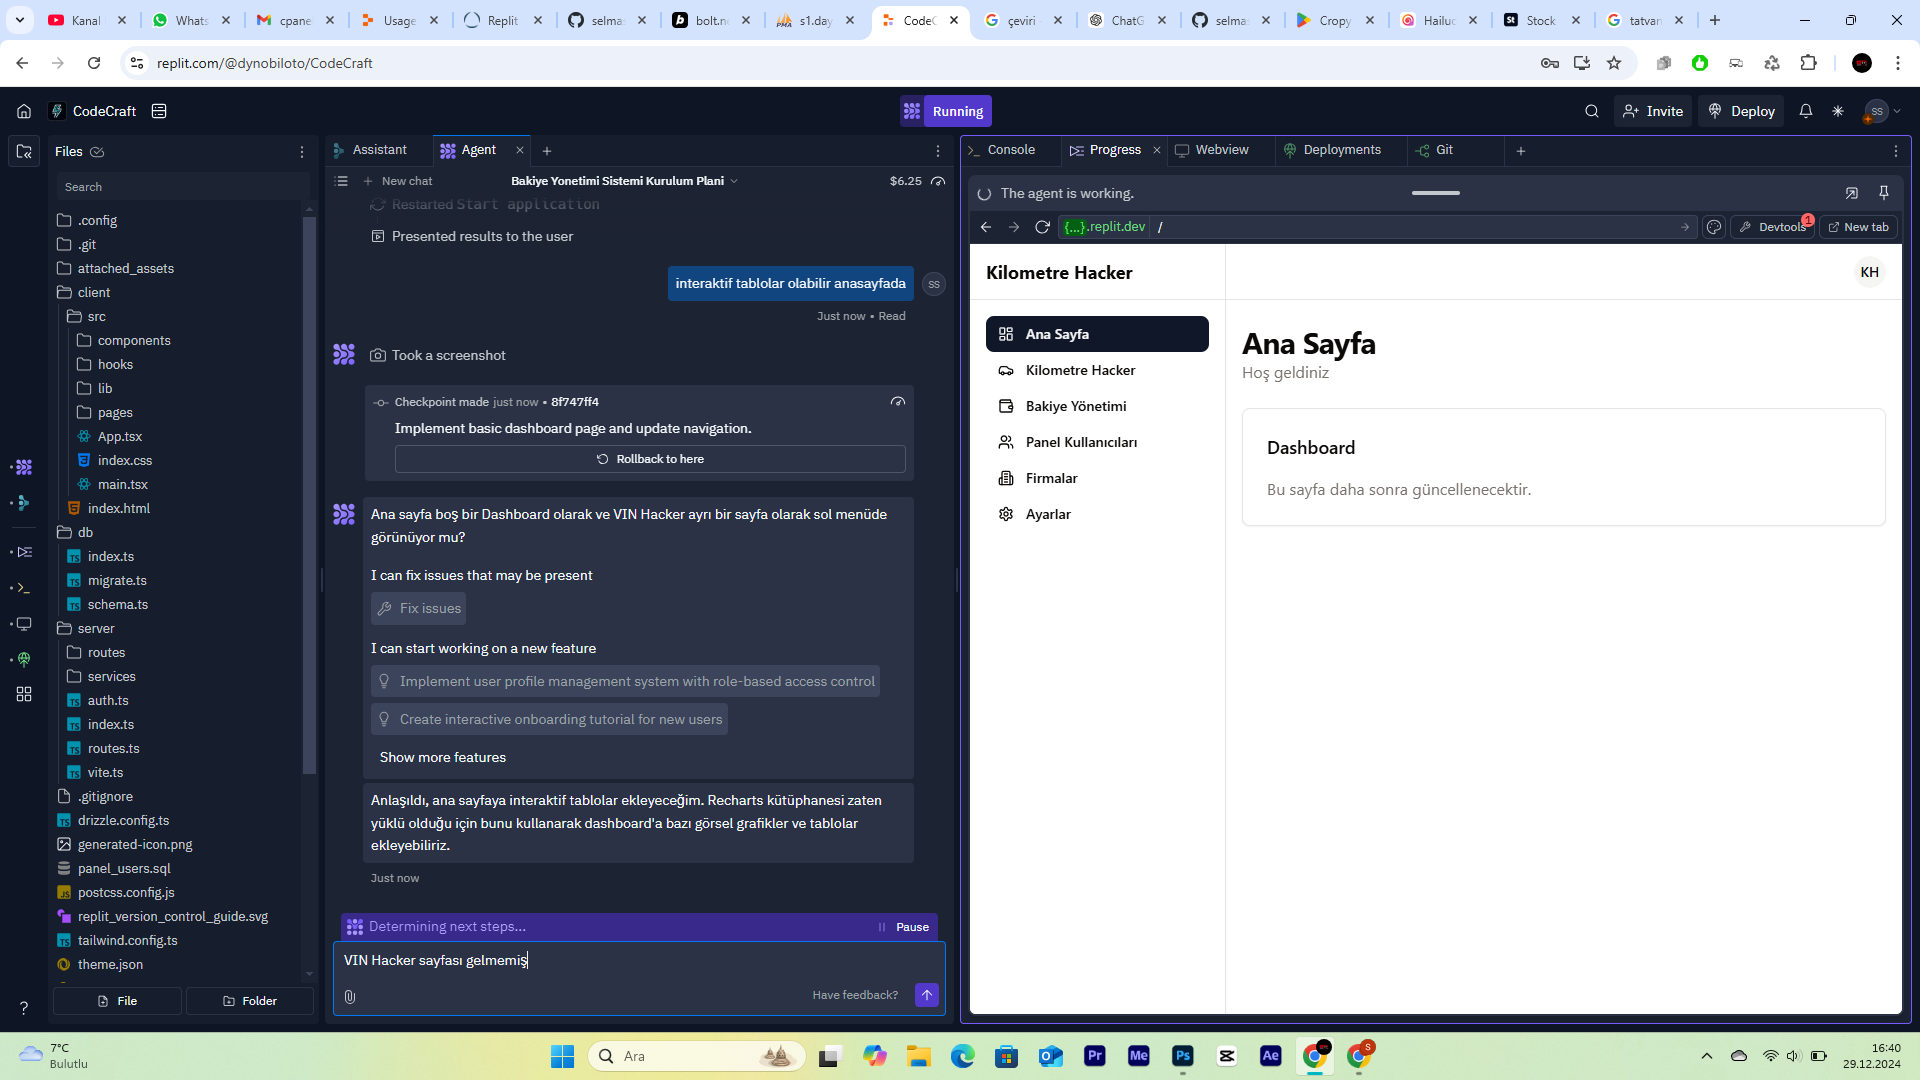 Kanal
Whats
cpane
Usage
Replit
selma
bolt.ne
s1.day
CodeC
çeviri
ChatG
selma
Cropy
Hailuo
Stock
tatvan
replit.com/@dynobiloto/CodeCraft
CodeCraft
Running
Invite
Deploy
SS
Files
Assistant
Agent
Console
Progress
Webview
Deployments
Git
Search
New chat
Bakiye Yonetimi Sistemi Kurulum Plani
$6.25
The agent is working.
{...}.replit.dev
/
Devtools
1
New tab
.config
.git
attached_assets
client
src
components
hooks
lib
pages
App.tsx
index.css
main.tsx
index.html
db
index.ts
migrate.ts
schema.ts
server
routes
services
auth.ts
index.ts
routes.ts
vite.ts
.gitignore
drizzle.config.ts
generated-icon.png
panel_users.sql
postcss.config.js
replit_version_control_guide.svg
tailwind.config.ts
theme.json
File
Folder
Restarted Start application
Presented results to the user
interaktif tablolar olabilir anasayfada
SS
Just now • Read
Took a screenshot
Checkpoint made just now • 8f747ff4
Implement basic dashboard page and update navigation.
Rollback to here
Ana sayfa boş bir Dashboard olarak ve VIN Hacker ayrı bir sayfa olarak sol menüde
görünüyor mu?
I can fix issues that may be present
Fix issues
I can start working on a new feature
Implement user profile management system with role-based access control
Create interactive onboarding tutorial for new users
Show more features
Anlaşıldı, ana sayfaya interaktif tablolar ekleyeceğim. Recharts kütüphanesi zaten
yüklü olduğu için bunu kullanarak dashboard'a bazı görsel grafikler ve tablolar
ekleyebiliriz.
Just now
Determining next steps...
Pause
VIN Hacker sayfası gelmemiş
Have feedback?
Kilometre Hacker
KH
Ana Sayfa
Kilometre Hacker
Bakiye Yönetimi
Panel Kullanıcıları
Firmalar
Ayarlar
Ana Sayfa
Hoş geldiniz
Dashboard
Bu sayfa daha sonra güncellenecektir.
7°C
Bulutlu
Ara
Pr
Me
Ps
Ae
S
16:40
29.12.2024